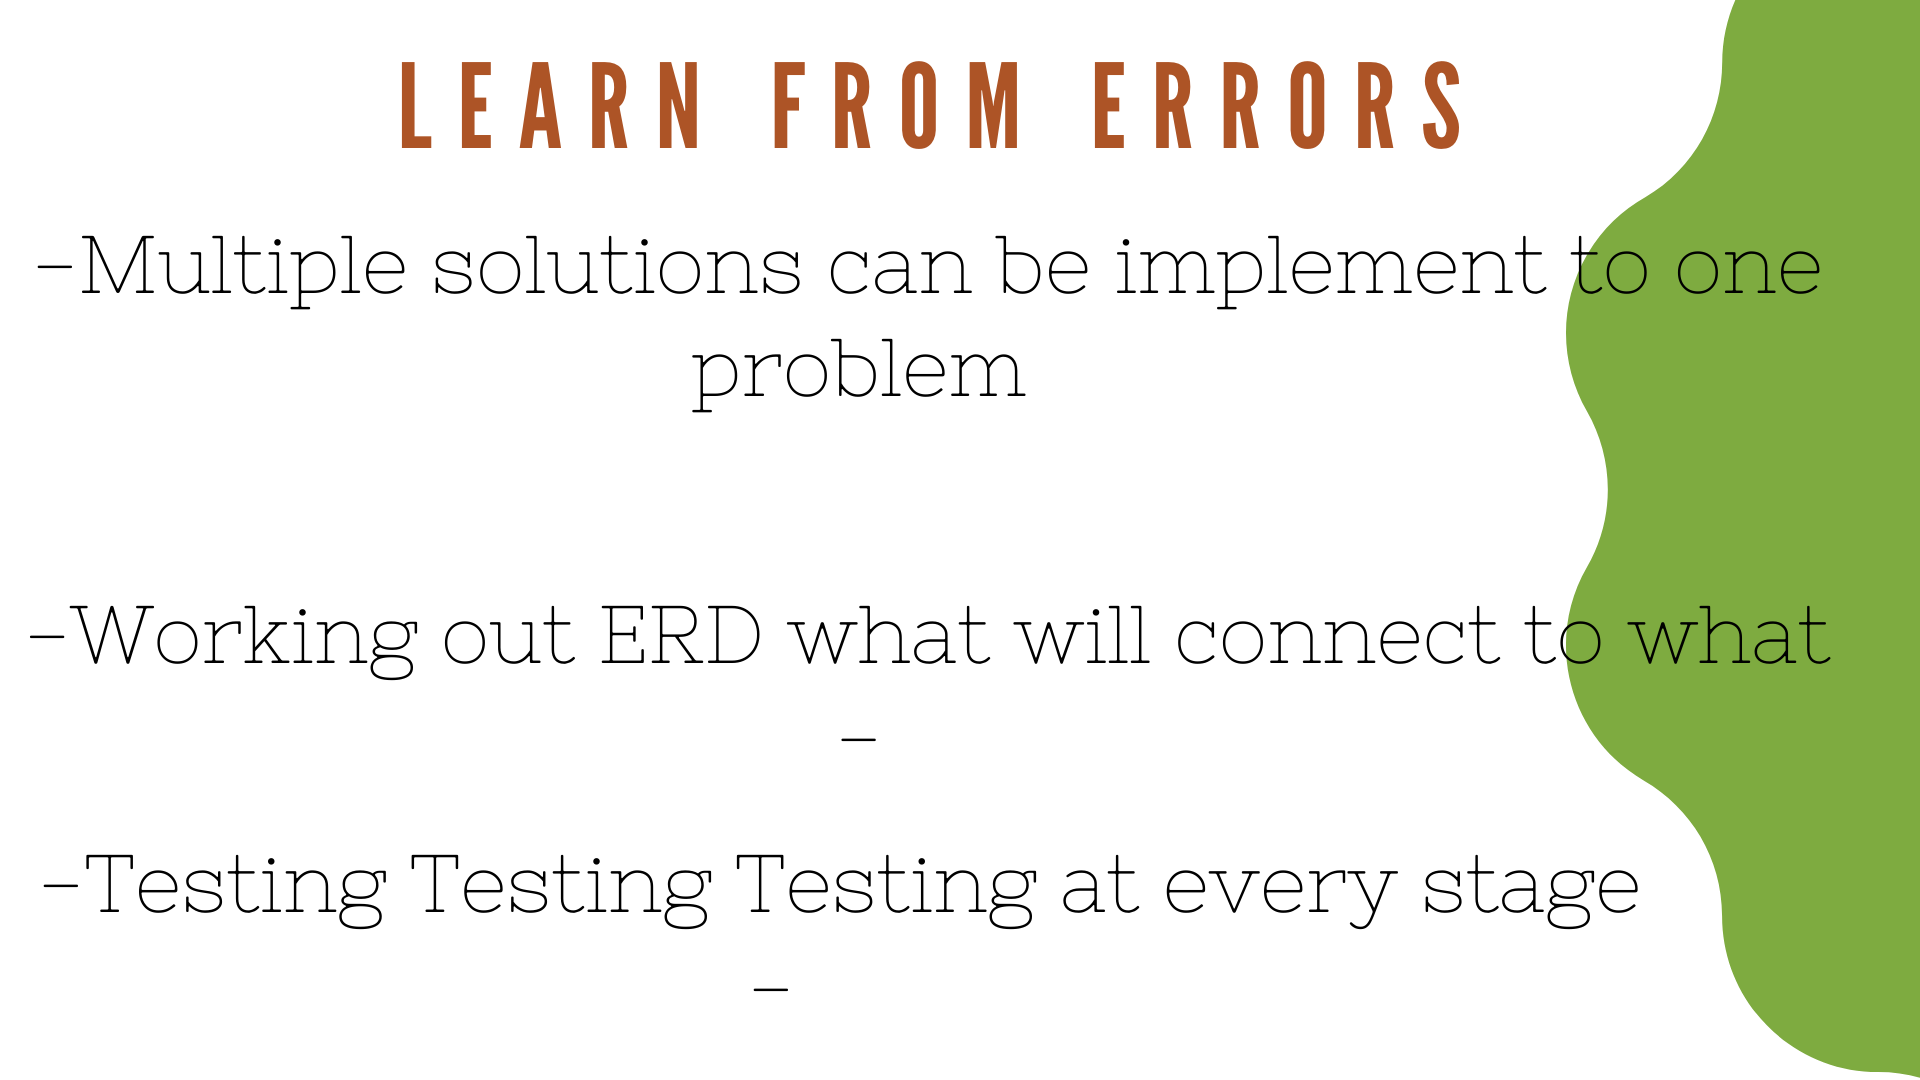 LEARN FROM ERRORS
-Multiple solutions can be implement to one
problem
-Working out ERD what will connect to what
-
-Testing Testing Testing at every stage
-